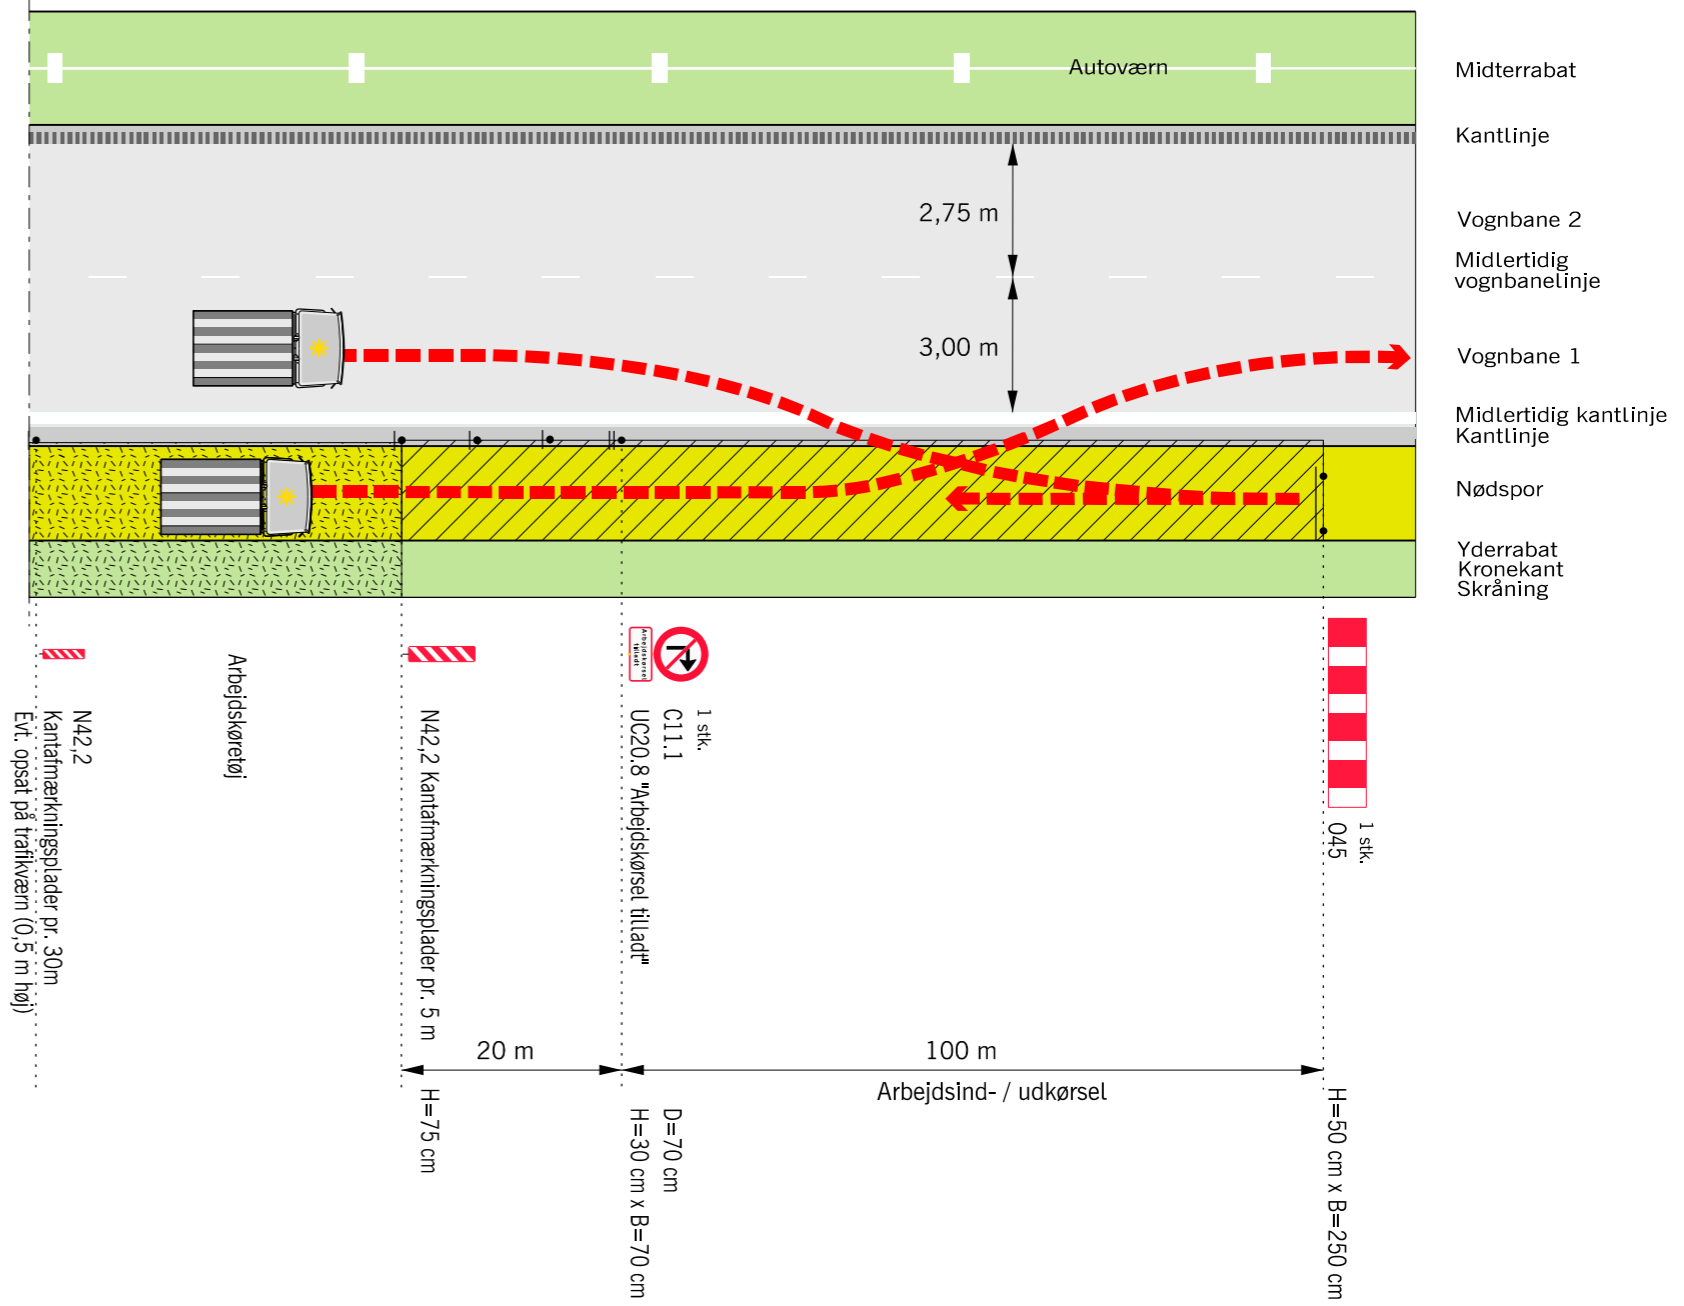 Autoværn
Midterrabat
Kantlinje
2,75 m
Vognbane 2
Midlertidig
vognbanelinje
3,00 m
Vognbane 1
Midlertidig kantlinje
Kantlinje
Nødspor
Yderrabat
Kronekant
Skråning
N42,2
Kantafmærkningsplader pr. 30m
Evt. opsat på trafikværn (0,5 m høj)
Arbejdskøretøj
N42,2 Kantafmærkningsplader pr. 5 m
H=75 cm
Arbejdskørsel
tilladt
1 stk.
C11.1
UC20.8 "Arbejdskørsel tilladt"
D=70 cm
H=30 cm x B=70 cm
1 stk.
O45
H=50 cm x B=250 cm
20 m
100 m
Arbejdsind- / udkørsel